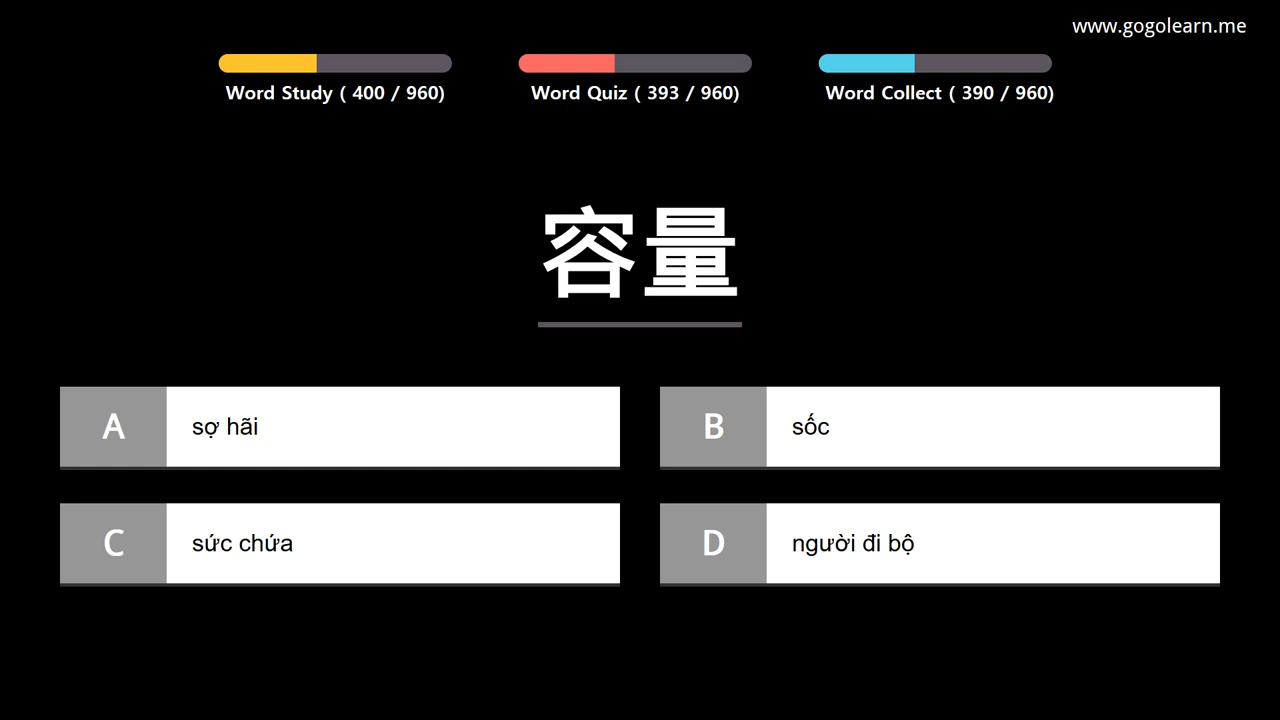 www.gogolearn.me
Word Study ( 400 / 960)
Word Quiz ( 393 / 960)
Word Collect ( 390 / 960)
容量
A
sợ hãi
B
sốc
C
sức chứa
D
người đi bộ